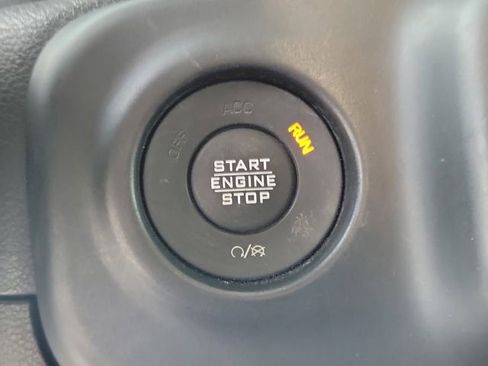 OFF
ACC
RUN
START
ENGINE
STOP